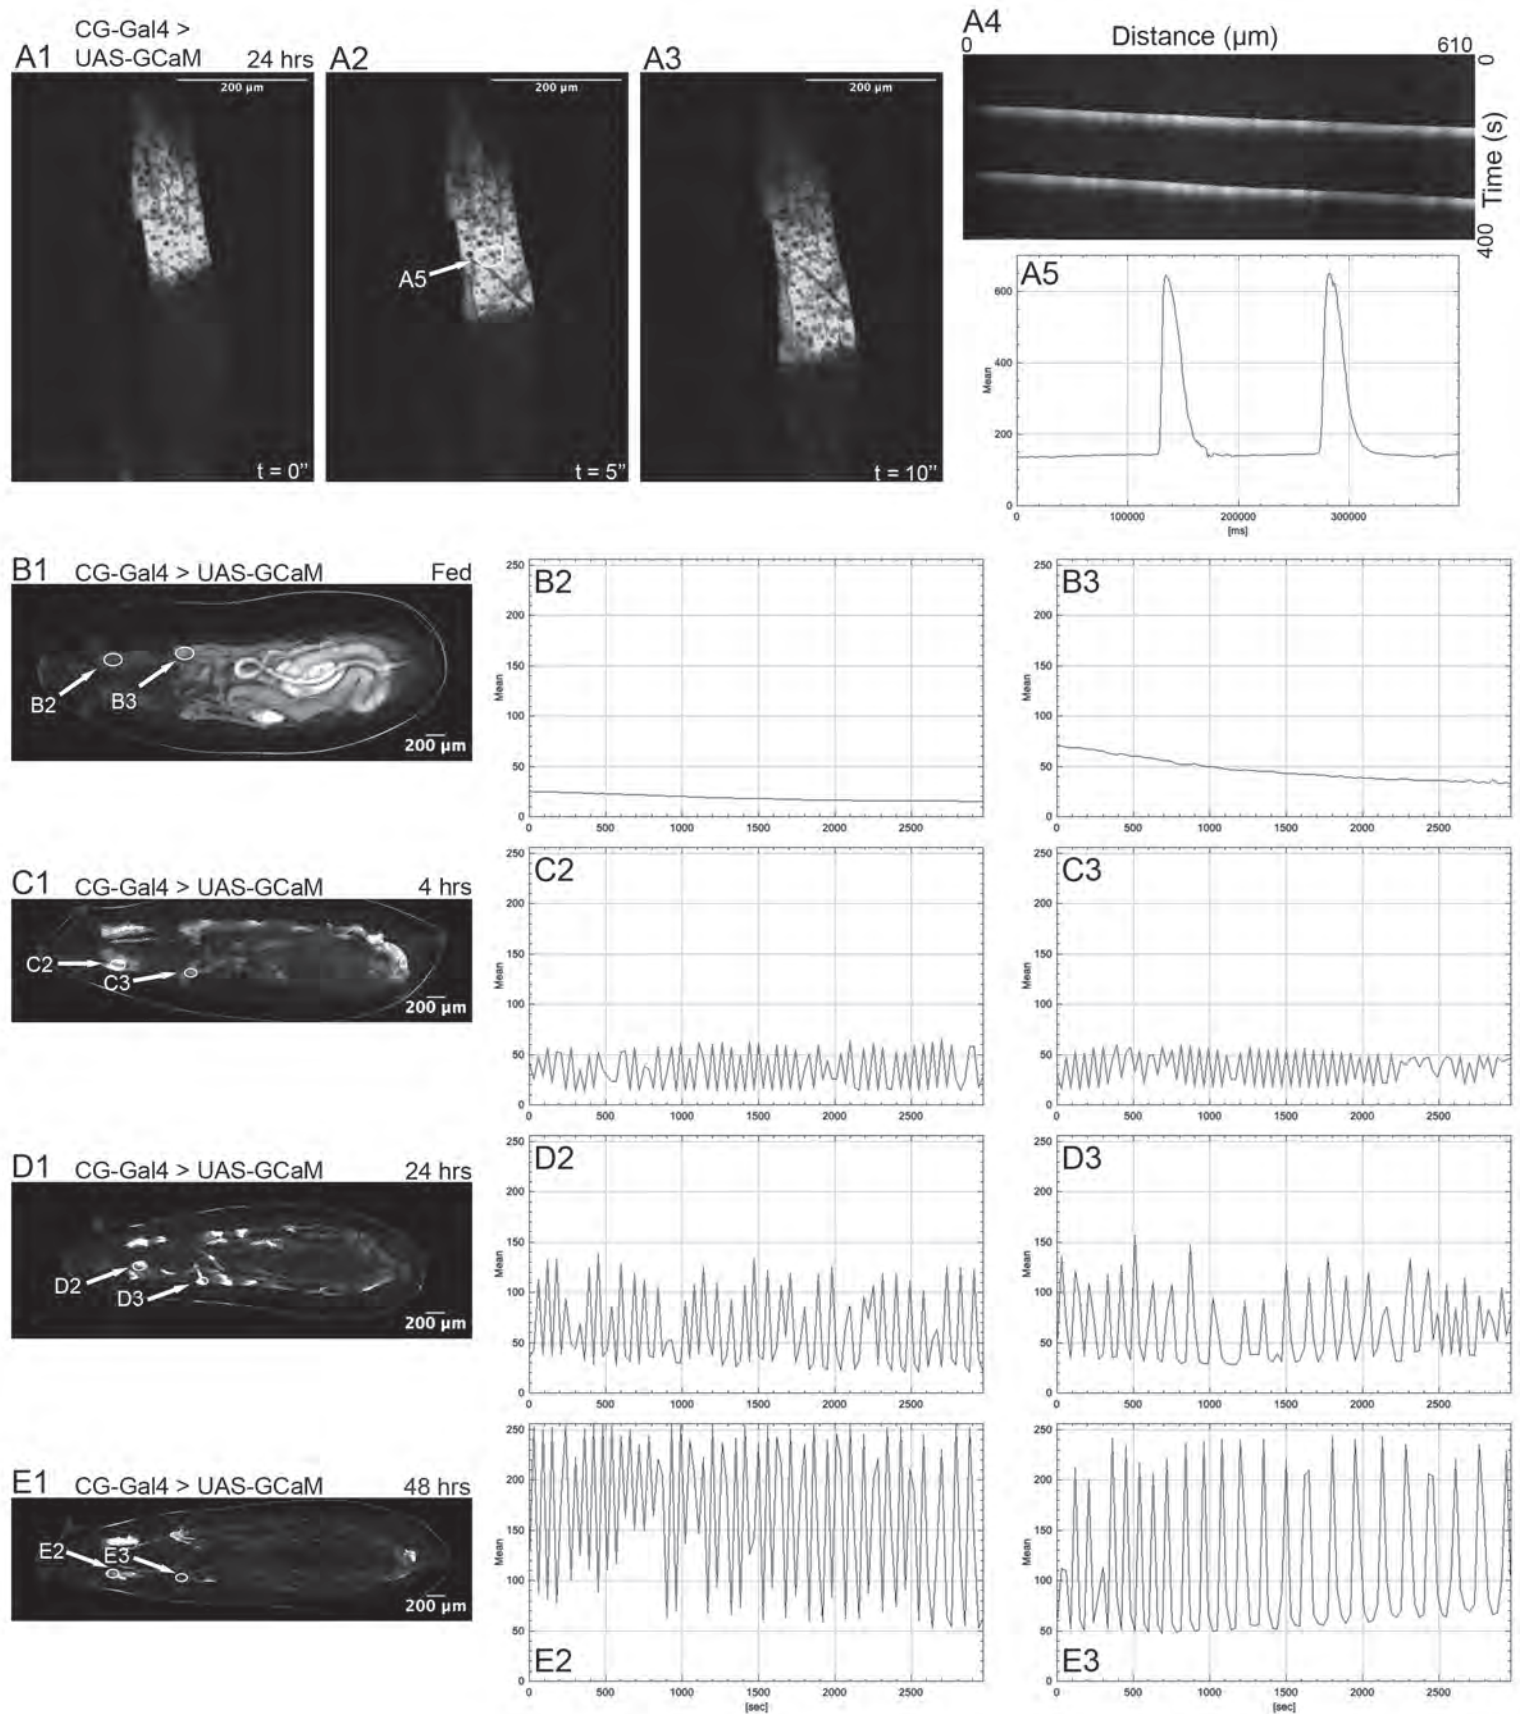 CG-Gal4 >
A1 UAS-GCaM 24 hrs
200 µm
t = 0"
A2
200 µm
A5
t = 5"
A3
200 µm
t = 10"
A4
0 Distance (µm) 610
0 Time (s) 400
A5
600
400
200
0
Mean
0 100000 200000 300000
[ms]
B1 CG-Gal4 > UAS-GCaM Fed
B2 B3
200 µm
B2
250
200
150
100
50
0
Mean
0 500 1000 1500 2000 2500
B3
250
200
150
100
50
0
Mean
0 500 1000 1500 2000 2500
C1 CG-Gal4 > UAS-GCaM 4 hrs
C2
C3
200 µm
C2
250
200
150
100
50
0
Mean
0 500 1000 1500 2000 2500
C3
250
200
150
100
50
0
Mean
0 500 1000 1500 2000 2500
D1 CG-Gal4 > UAS-GCaM 24 hrs
D2
D3
200 µm
D2
250
200
150
100
50
0
Mean
0 500 1000 1500 2000 2500
D3
250
200
150
100
50
0
Mean
0 500 1000 1500 2000 2500
E1 CG-Gal4 > UAS-GCaM 48 hrs
E2 E3
200 µm
250
200
150
100
50
0
Mean
E2
0 500 1000 1500 2000 2500
[sec]
250
200
150
100
50
0
Mean
E3
0 500 1000 1500 2000 2500
[sec]